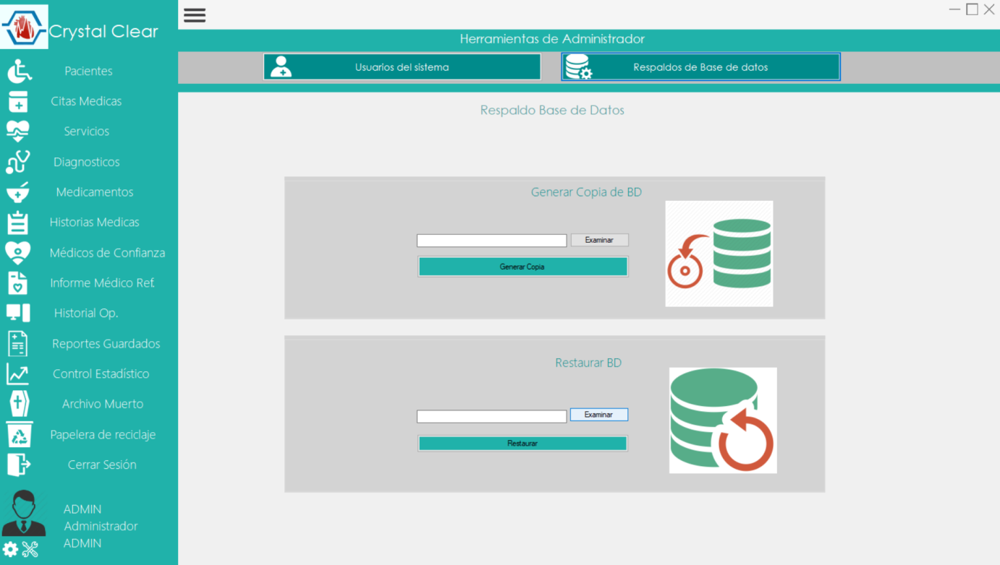 Crystal Clear
Pacientes
Citas Medicas
Servicios
Diagnosticos
Medicamentos
Historias Medicas
Médicos de Confianza
Informe Médico Ref.
Historial Op.
Reportes Guardados
Control Estadístico
Archivo Muerto
Papelera de reciclaje
Cerrar Sesión
ADMIN
Administrador
ADMIN
Herramientas de Administrador
Usuarios del sistema
Respaldos de Base de datos
Respaldo Base de Datos
Generar Copia de BD
Examinar
Generar Copia
Restaurar BD
Examinar
Restaurar